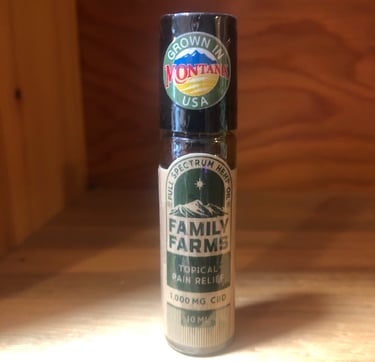 GROWN IN
MONTANA
USA
FULL SPECTRUM HEMP OIL
FAMILY
FARMS
TOPICAL
PAIN RELIEF
1,000 MG CBD
10 ML